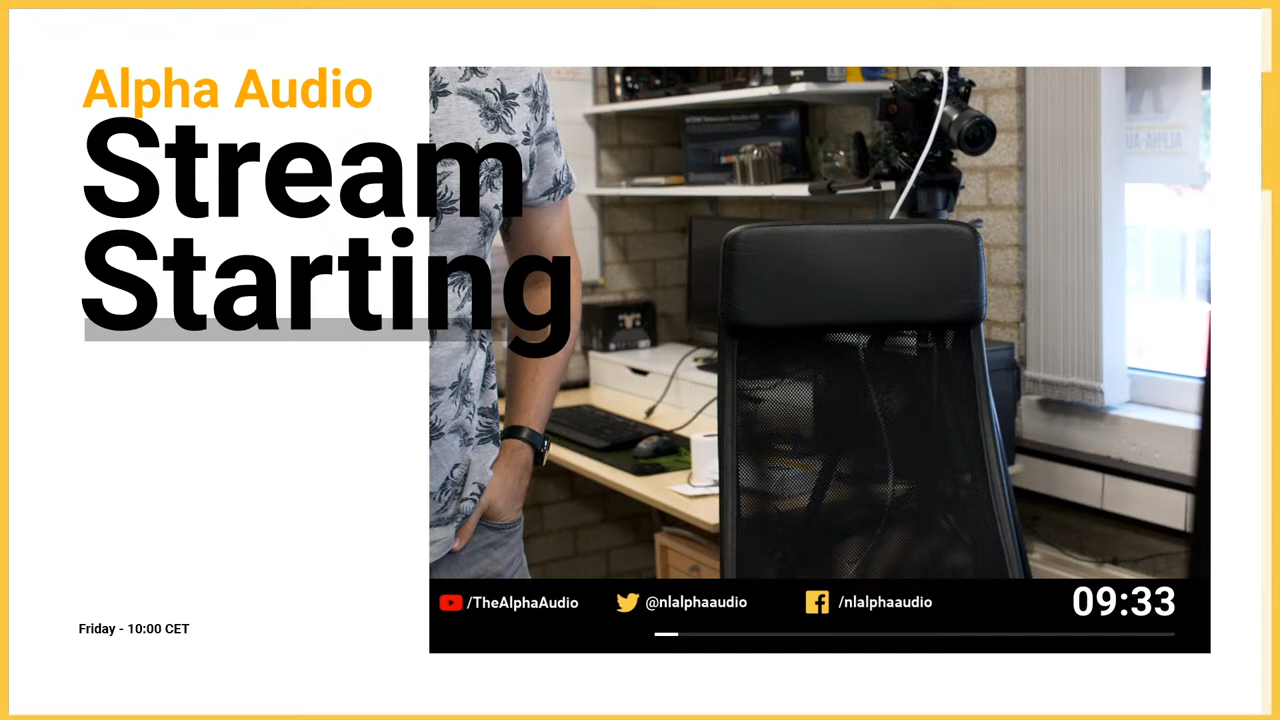 Alpha Audio
Stream
Starting
/TheAlphaAudio
@nlalphaaudio
/nlalphaaudio
09:33
Friday - 10:00 CET